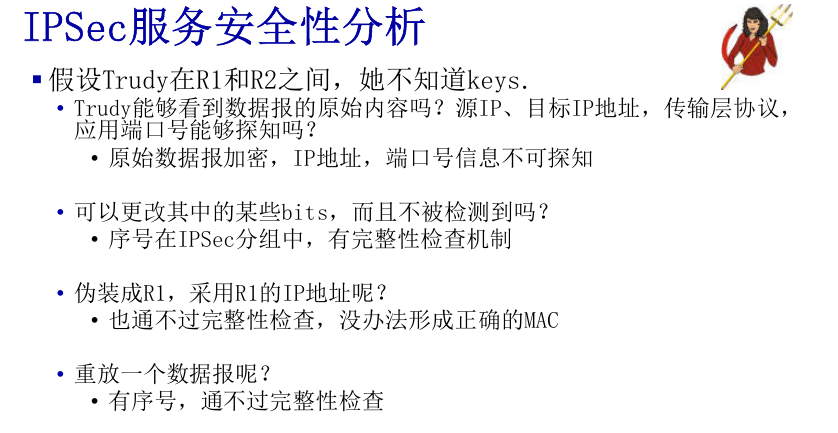 IPSec服务安全性分析
▪假设Trudy在R1和R2之间，她不知道keys.
• Trudy能够看到数据报的原始内容吗？源IP、目标IP地址，传输层协议，
应用端口号能够探知吗？
• 原始数据报加密，IP地址，端口号信息不可探知
• 可以更改其中的某些bits，而且不被检测到吗？
• 序号在IPSec分组中，有完整性检查机制
• 伪装成R1，采用R1的IP地址呢？
• 也通不过完整性检查，没办法形成正确的MAC
• 重放一个数据报呢？
• 有序号，通不过完整性检查